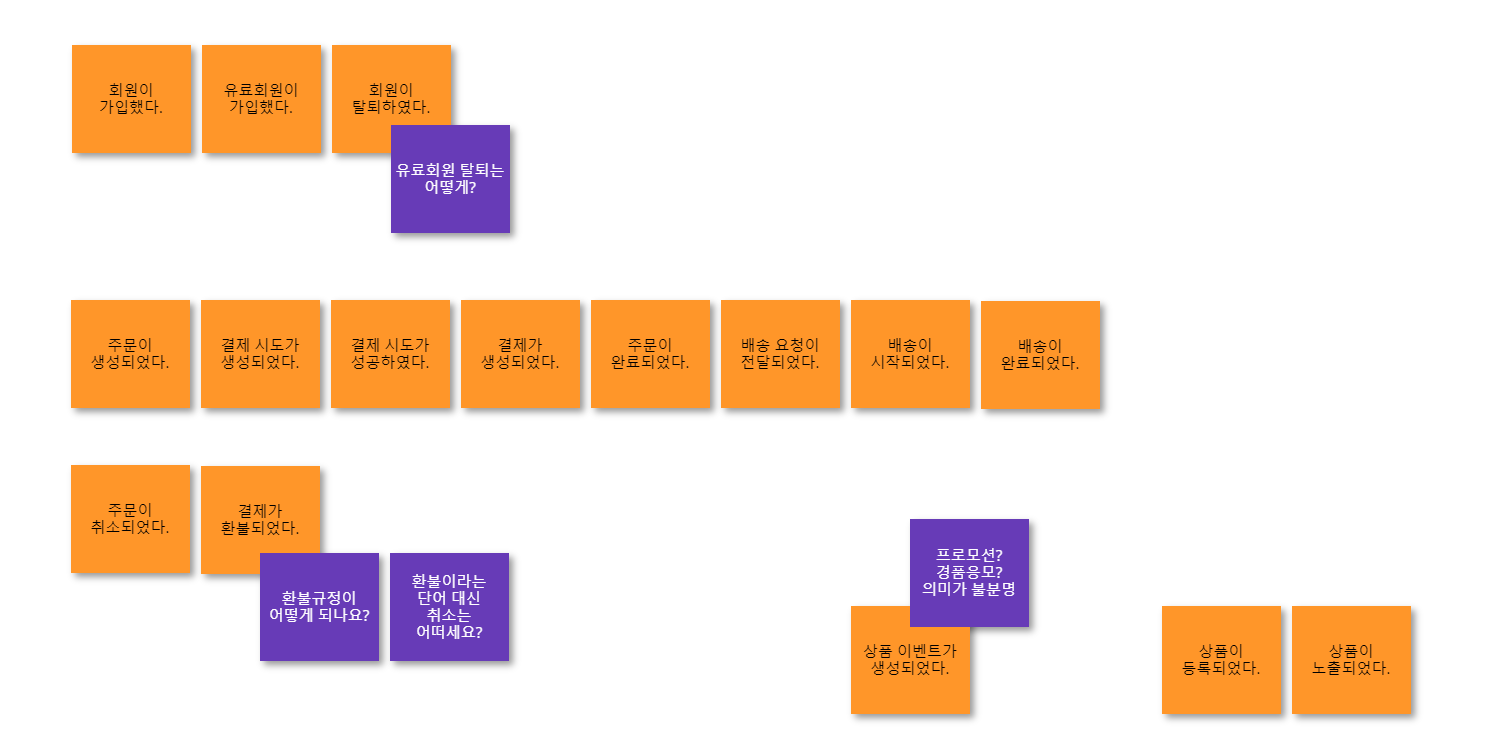 회원이
가입했다.
유료회원이
가입했다.
회원이
탈퇴하였다.
유료회원 탈퇴는
어떻게?
주문이
생성되었다.
결제 시도가
생성되었다.
결제 시도가
성공하였다.
결제가
생성되었다.
주문이
완료되었다.
배송 요청이
전달되었다.
배송이
시작되었다.
배송이
완료되었다.
주문이
취소되었다.
결제가
환불되었다.
환불규정이
어떻게 되나요?
환불이라는
단어 대신
취소는
어떠세요?
프로모션?
경품응모?
의미가 불분명
상품 이벤트가
생성되었다.
상품이
등록되었다.
상품이
노출되었다.